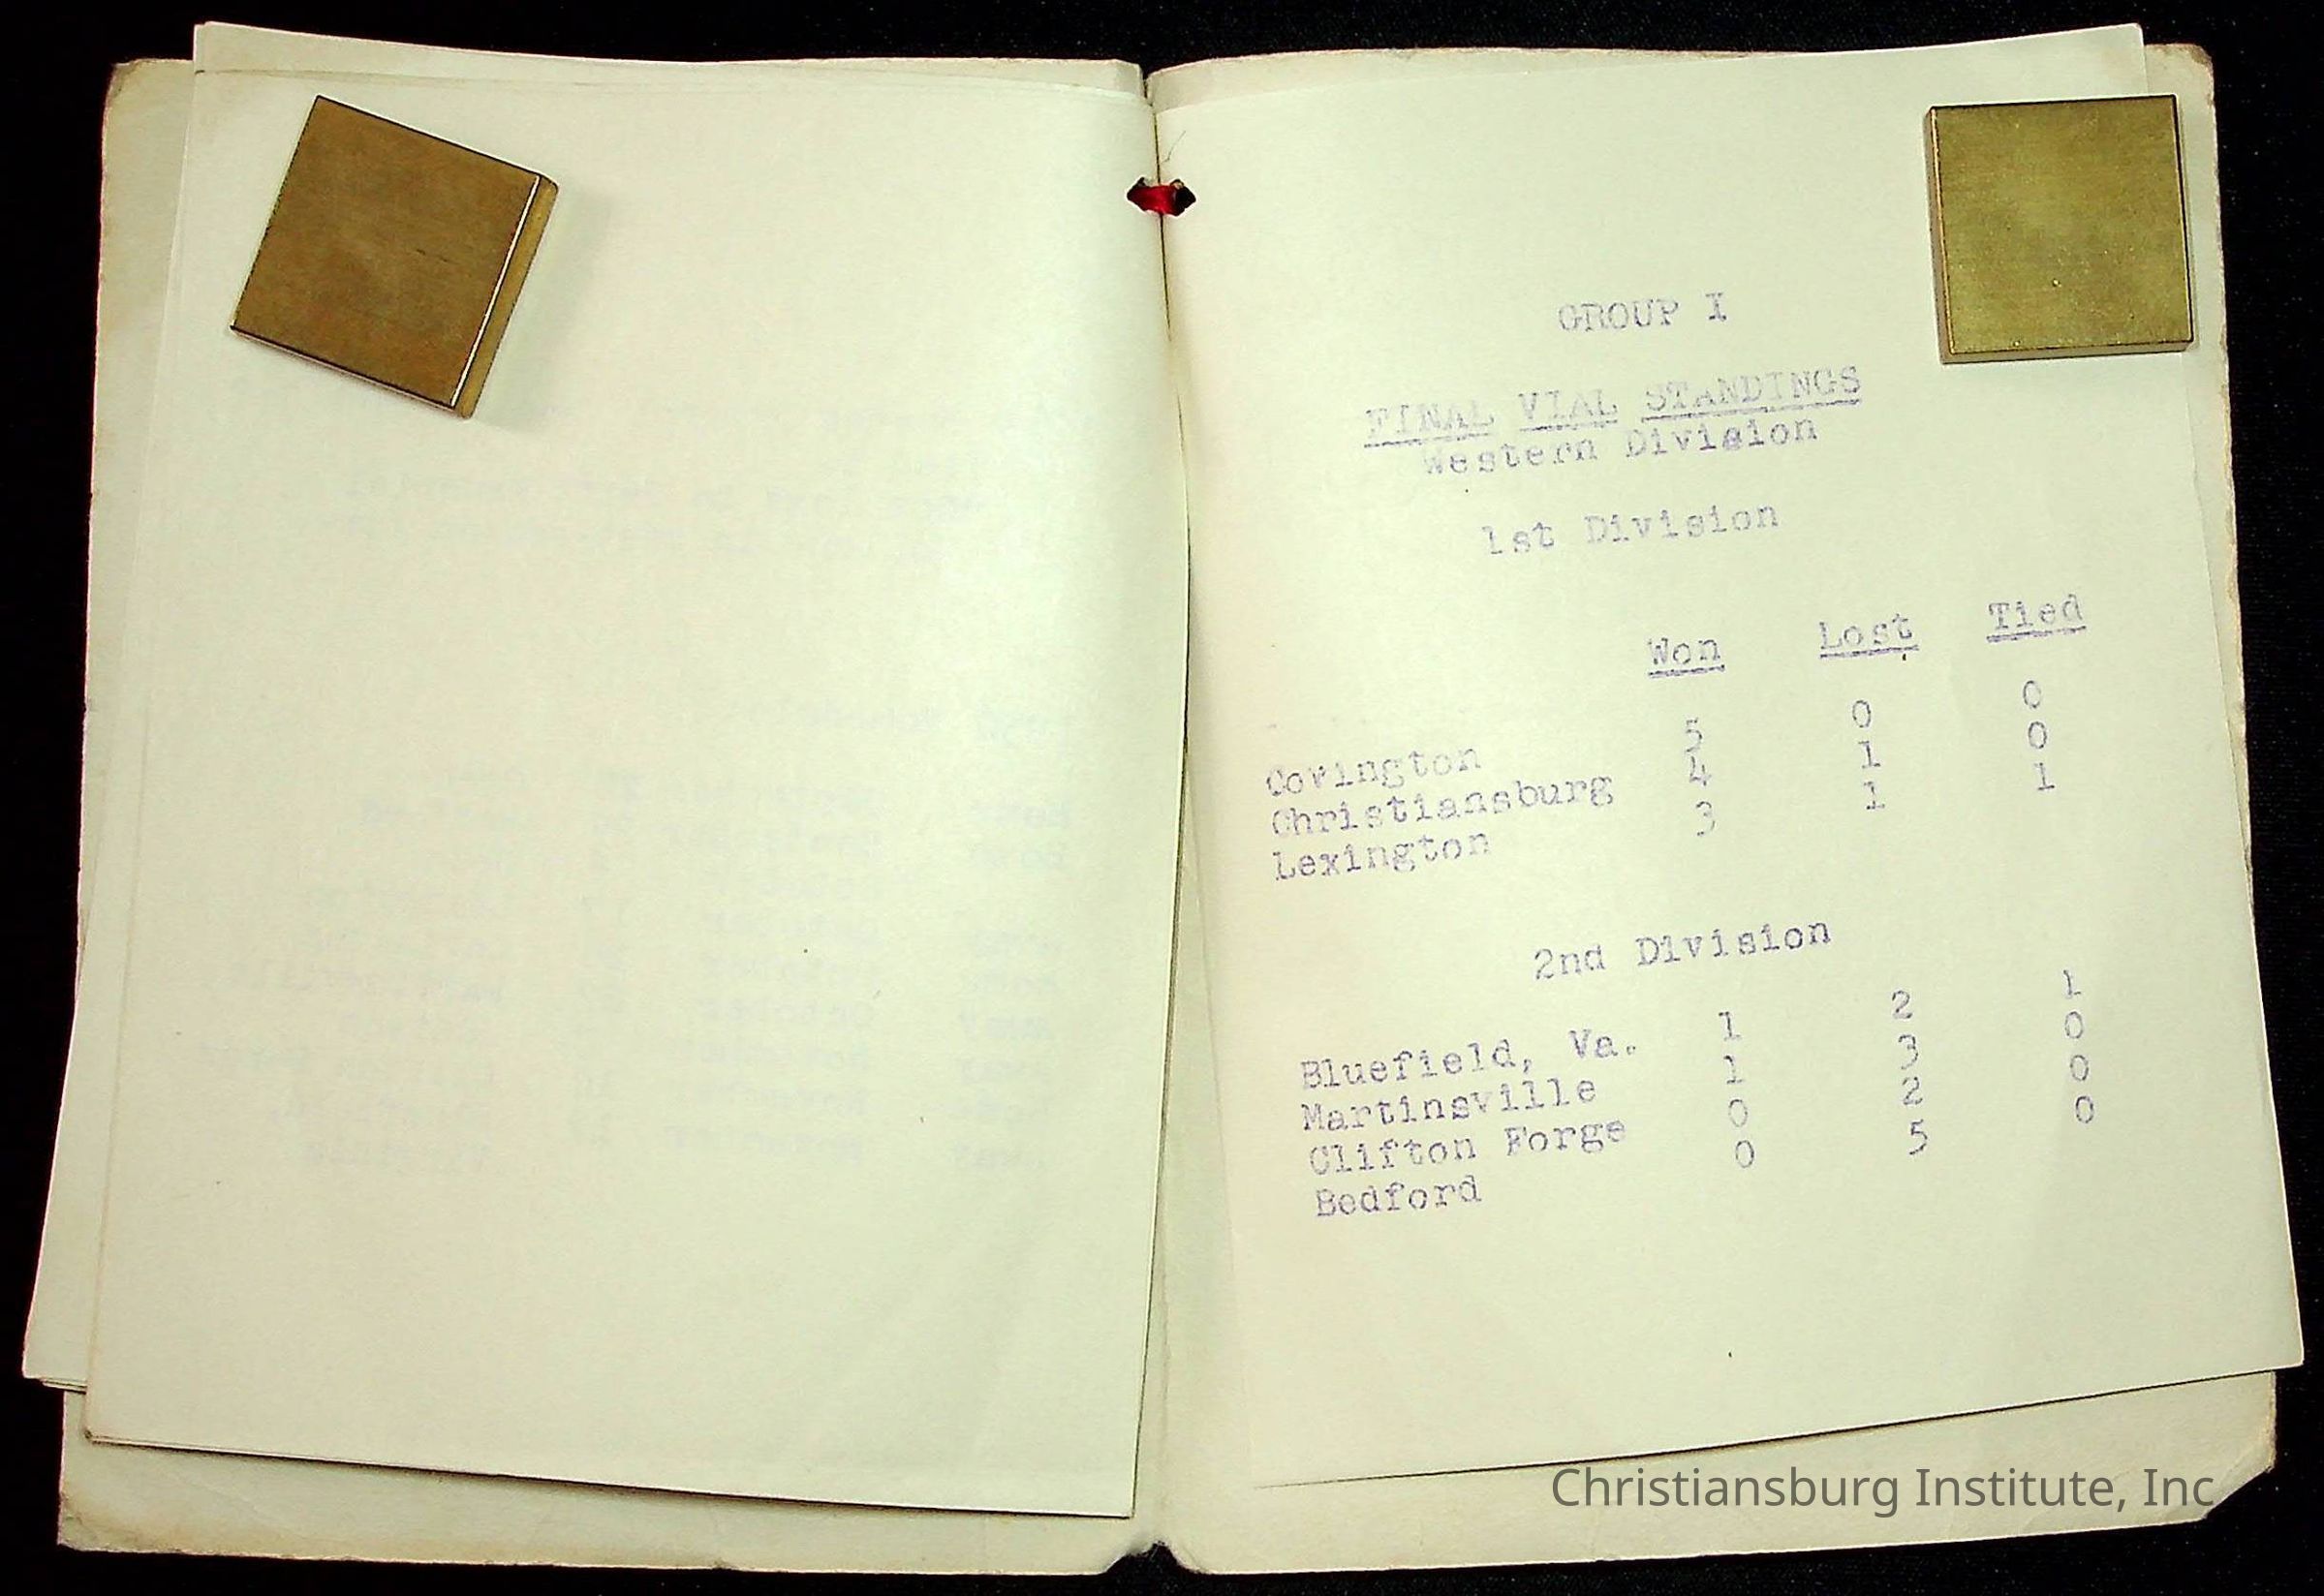 GROUP I
FINAL VIAL STANDINGS
Western Division
1st Division
Won Lost Tied
Covington 5 0 0
Christiansburg 4 1 0
Lexington 3 1 1
2nd Division
Bluefield, Va. 1 2 1
Martinsville 1 3 0
Clifton Forge 0 2 0
Bedford 0 5 0
Christiansburg Institute, Inc